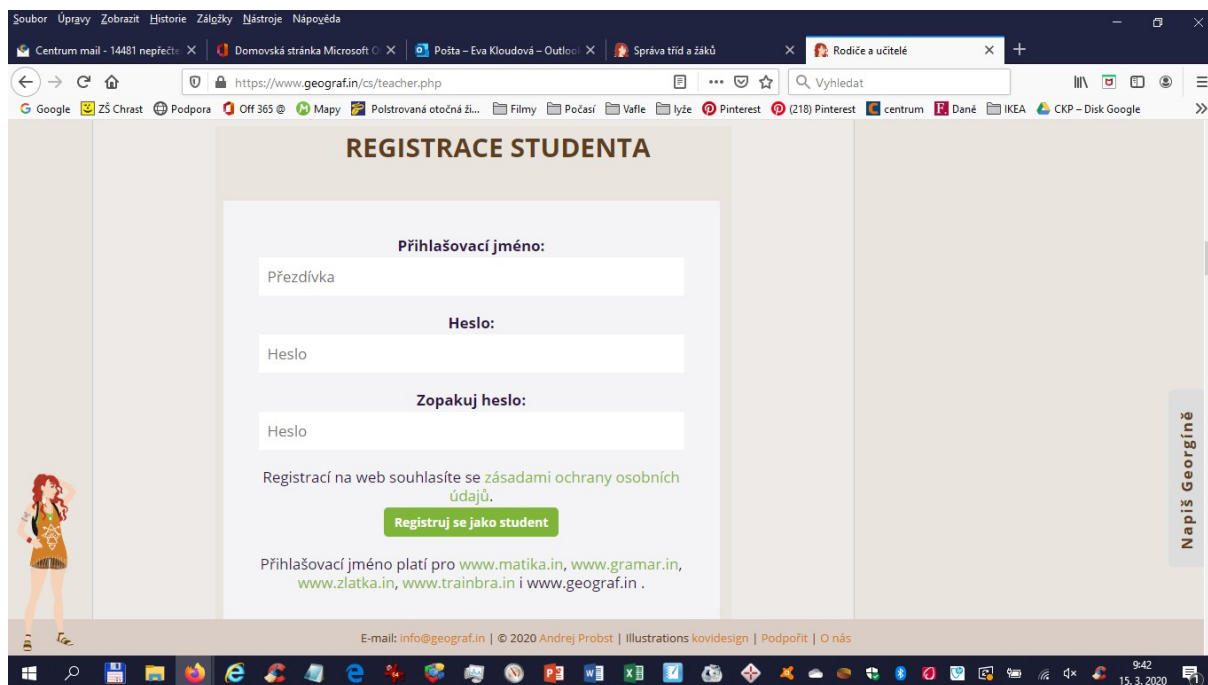 Soubor Úpravy Zobrazit Historie Záložky Nástroje Nápověda
Centrum mail - 14481 nepřečte
Domovská stránka Microsoft O
Pošta – Eva Kloudová – Outlool
Správa tříd a žáků
Rodiče a učitelé
https://www.geograf.in/cs/teacher.php
Vyhledat
Google ZŠ Chrast Podpora Off 365 @ Mapy Polstrovaná otočná ži... Filmy Počasí Vafle lyže Pinterest (218) Pinterest centrum Daně IKEA CKP – Disk Google
REGISTRACE STUDENTA
Přihlašovací jméno:
Přezdívka
Heslo:
Heslo
Zopakuj heslo:
Heslo
Registrací na web souhlasíte se zásadami ochrany osobních
údajů.
Registruj se jako student
Přihlašovací jméno platí pro www.matika.in, www.gramar.in,
www.zlatka.in, www.trainbra.in i www.geograf.in .
Napiš Georgíně
E-mail: info@geograf.in | © 2020 Andrej Probst | Illustrations kovidesign | Podpořit | O nás
9:42
15. 3. 2020